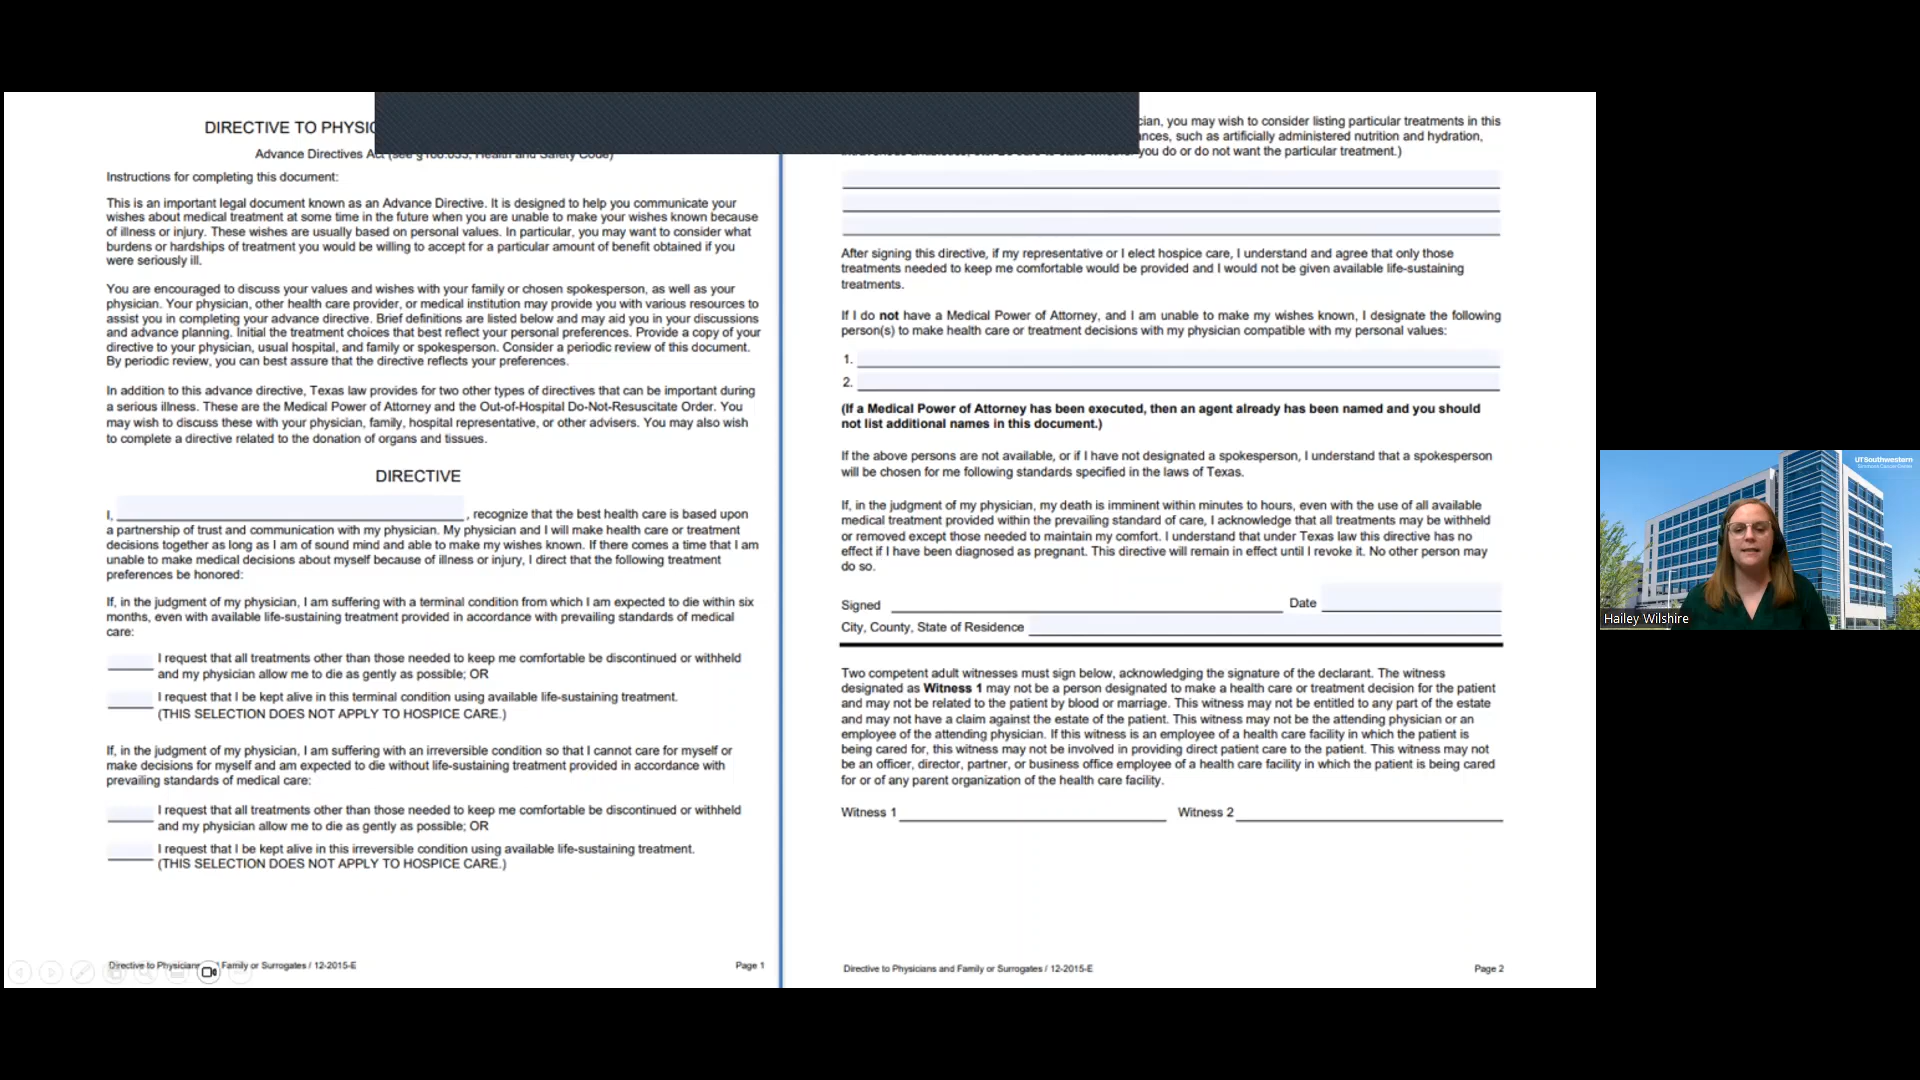 DIRECTIVE TO PHYSIC
Advance Directives Act (see §166.033, Health and Safety Code)
Instructions for completing this document:
This is an important legal document known as an Advance Directive. It is designed to help you communicate your
wishes about medical treatment at some time in the future when you are unable to make your wishes known because
of illness or injury. These wishes are usually based on personal values. In particular, you may want to consider what
burdens or hardships of treatment you would be willing to accept for a particular amount of benefit obtained if you
were seriously ill.
You are encouraged to discuss your values and wishes with your family or chosen spokesperson, as well as your
physician. Your physician, other health care provider, or medical institution may provide you with various resources to
assist you in completing your advance directive. Brief definitions are listed below and may aid you in your discussions
and advance planning. Initial the treatment choices that best reflect your personal preferences. Provide a copy of your
directive to your physician, usual hospital, and family or spokesperson. Consider a periodic review of this document.
By periodic review, you can best assure that the directive reflects your preferences.
In addition to this advance directive, Texas law provides for two other types of directives that can be important during
a serious illness. These are the Medical Power of Attorney and the Out-of-Hospital Do-Not-Resuscitate Order. You
may wish to discuss these with your physician, family, hospital representative, or other advisers. You may also wish
to complete a directive related to the donation of organs and tissues.
DIRECTIVE
I, , recognize that the best health care is based upon
a partnership of trust and communication with my physician. My physician and I will make health care or treatment
decisions together as long as I am of sound mind and able to make my wishes known. If there comes a time that I am
unable to make medical decisions about myself because of illness or injury, I direct that the following treatment
preferences be honored:
If, in the judgment of my physician, I am suffering with a terminal condition from which I am expected to die within six
months, even with available life-sustaining treatment provided in accordance with prevailing standards of medical
care:
I request that all treatments other than those needed to keep me comfortable be discontinued or withheld
and my physician allow me to die as gently as possible; OR
I request that I be kept alive in this terminal condition using available life-sustaining treatment.
(THIS SELECTION DOES NOT APPLY TO HOSPICE CARE.)
If, in the judgment of my physician, I am suffering with an irreversible condition so that I cannot care for myself or
make decisions for myself and am expected to die without life-sustaining treatment provided in accordance with
prevailing standards of medical care:
I request that all treatments other than those needed to keep me comfortable be discontinued or withheld
and my physician allow me to die as gently as possible; OR
I request that I be kept alive in this irreversible condition using available life-sustaining treatment.
(THIS SELECTION DOES NOT APPLY TO HOSPICE CARE.)
Directive to Physicians Family or Surrogates / 12-2015-E
Page 1
cian, you may wish to consider listing particular treatments in this
nces, such as artificially administered nutrition and hydration,
you do or do not want the particular treatment.)
After signing this directive, if my representative or I elect hospice care, I understand and agree that only those
treatments needed to keep me comfortable would be provided and I would not be given available life-sustaining
treatments.
If I do not have a Medical Power of Attorney, and I am unable to make my wishes known, I designate the following
person(s) to make health care or treatment decisions with my physician compatible with my personal values:
1.
2.
(If a Medical Power of Attorney has been executed, then an agent already has been named and you should
not list additional names in this document.)
If the above persons are not available, or if I have not designated a spokesperson, I understand that a spokesperson
will be chosen for me following standards specified in the laws of Texas.
If, in the judgment of my physician, my death is imminent within minutes to hours, even with the use of all available
medical treatment provided within the prevailing standard of care, I acknowledge that all treatments may be withheld
or removed except those needed to maintain my comfort. I understand that under Texas law this directive has no
effect if I have been diagnosed as pregnant. This directive will remain in effect until I revoke it. No other person may
do so.
Signed Date
City, County, State of Residence
Two competent adult witnesses must sign below, acknowledging the signature of the declarant. The witness
designated as Witness 1 may not be a person designated to make a health care or treatment decision for the patient
and may not be related to the patient by blood or marriage. This witness may not be entitled to any part of the estate
and may not have a claim against the estate of the patient. This witness may not be the attending physician or an
employee of the attending physician. If this witness is an employee of a health care facility in which the patient is
being cared for, this witness may not be involved in providing direct patient care to the patient. This witness may not
be an officer, director, partner, or business office employee of a health care facility in which the patient is being cared
for or of any parent organization of the health care facility.
Witness 1 Witness 2
Directive to Physicians and Family or Surrogates / 12-2015-E
Page 2
UTSouthwestern
Simmons Cancer Center
Hailey Wilshire